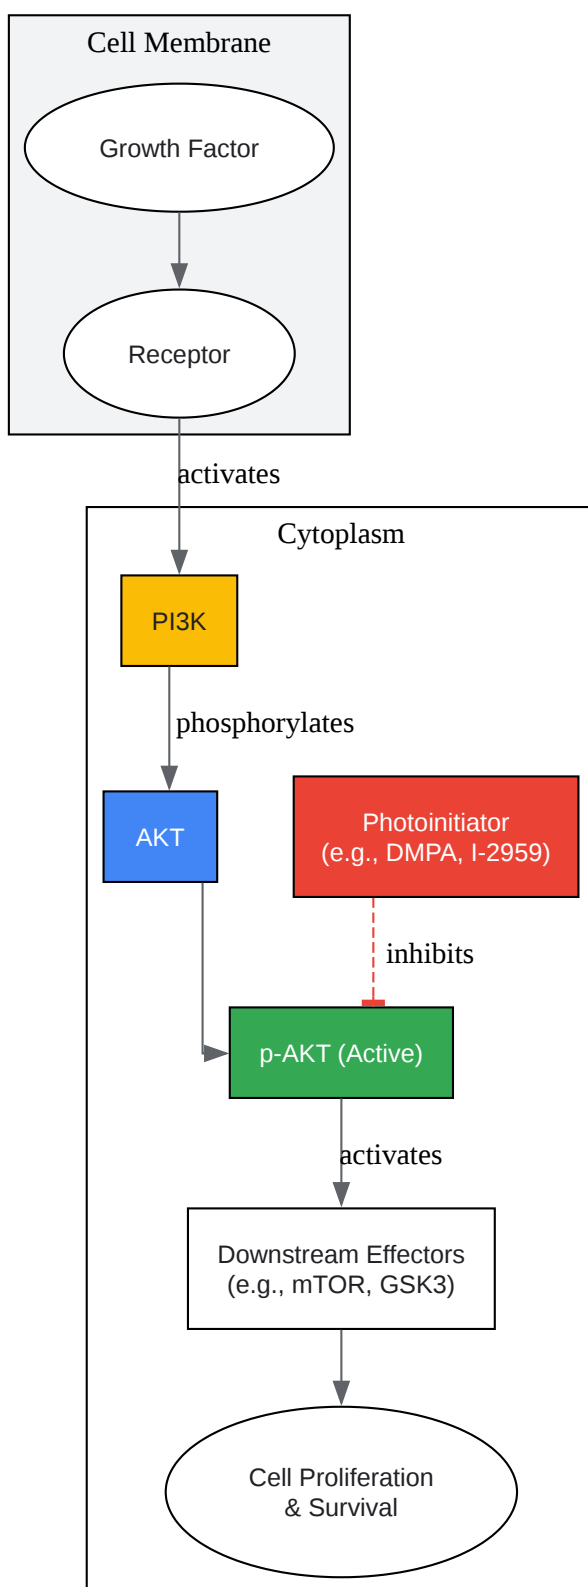 Cell Membrane
Growth Factor
Receptor
activates
Cytoplasm
PI3K
phosphorylates
AKT
Photoinitiator
(e.g., DMPA, I-2959)
inhibits
p-AKT (Active)
activates
Downstream Effectors
(e.g., mTOR, GSK3)
Cell Proliferation
& Survival